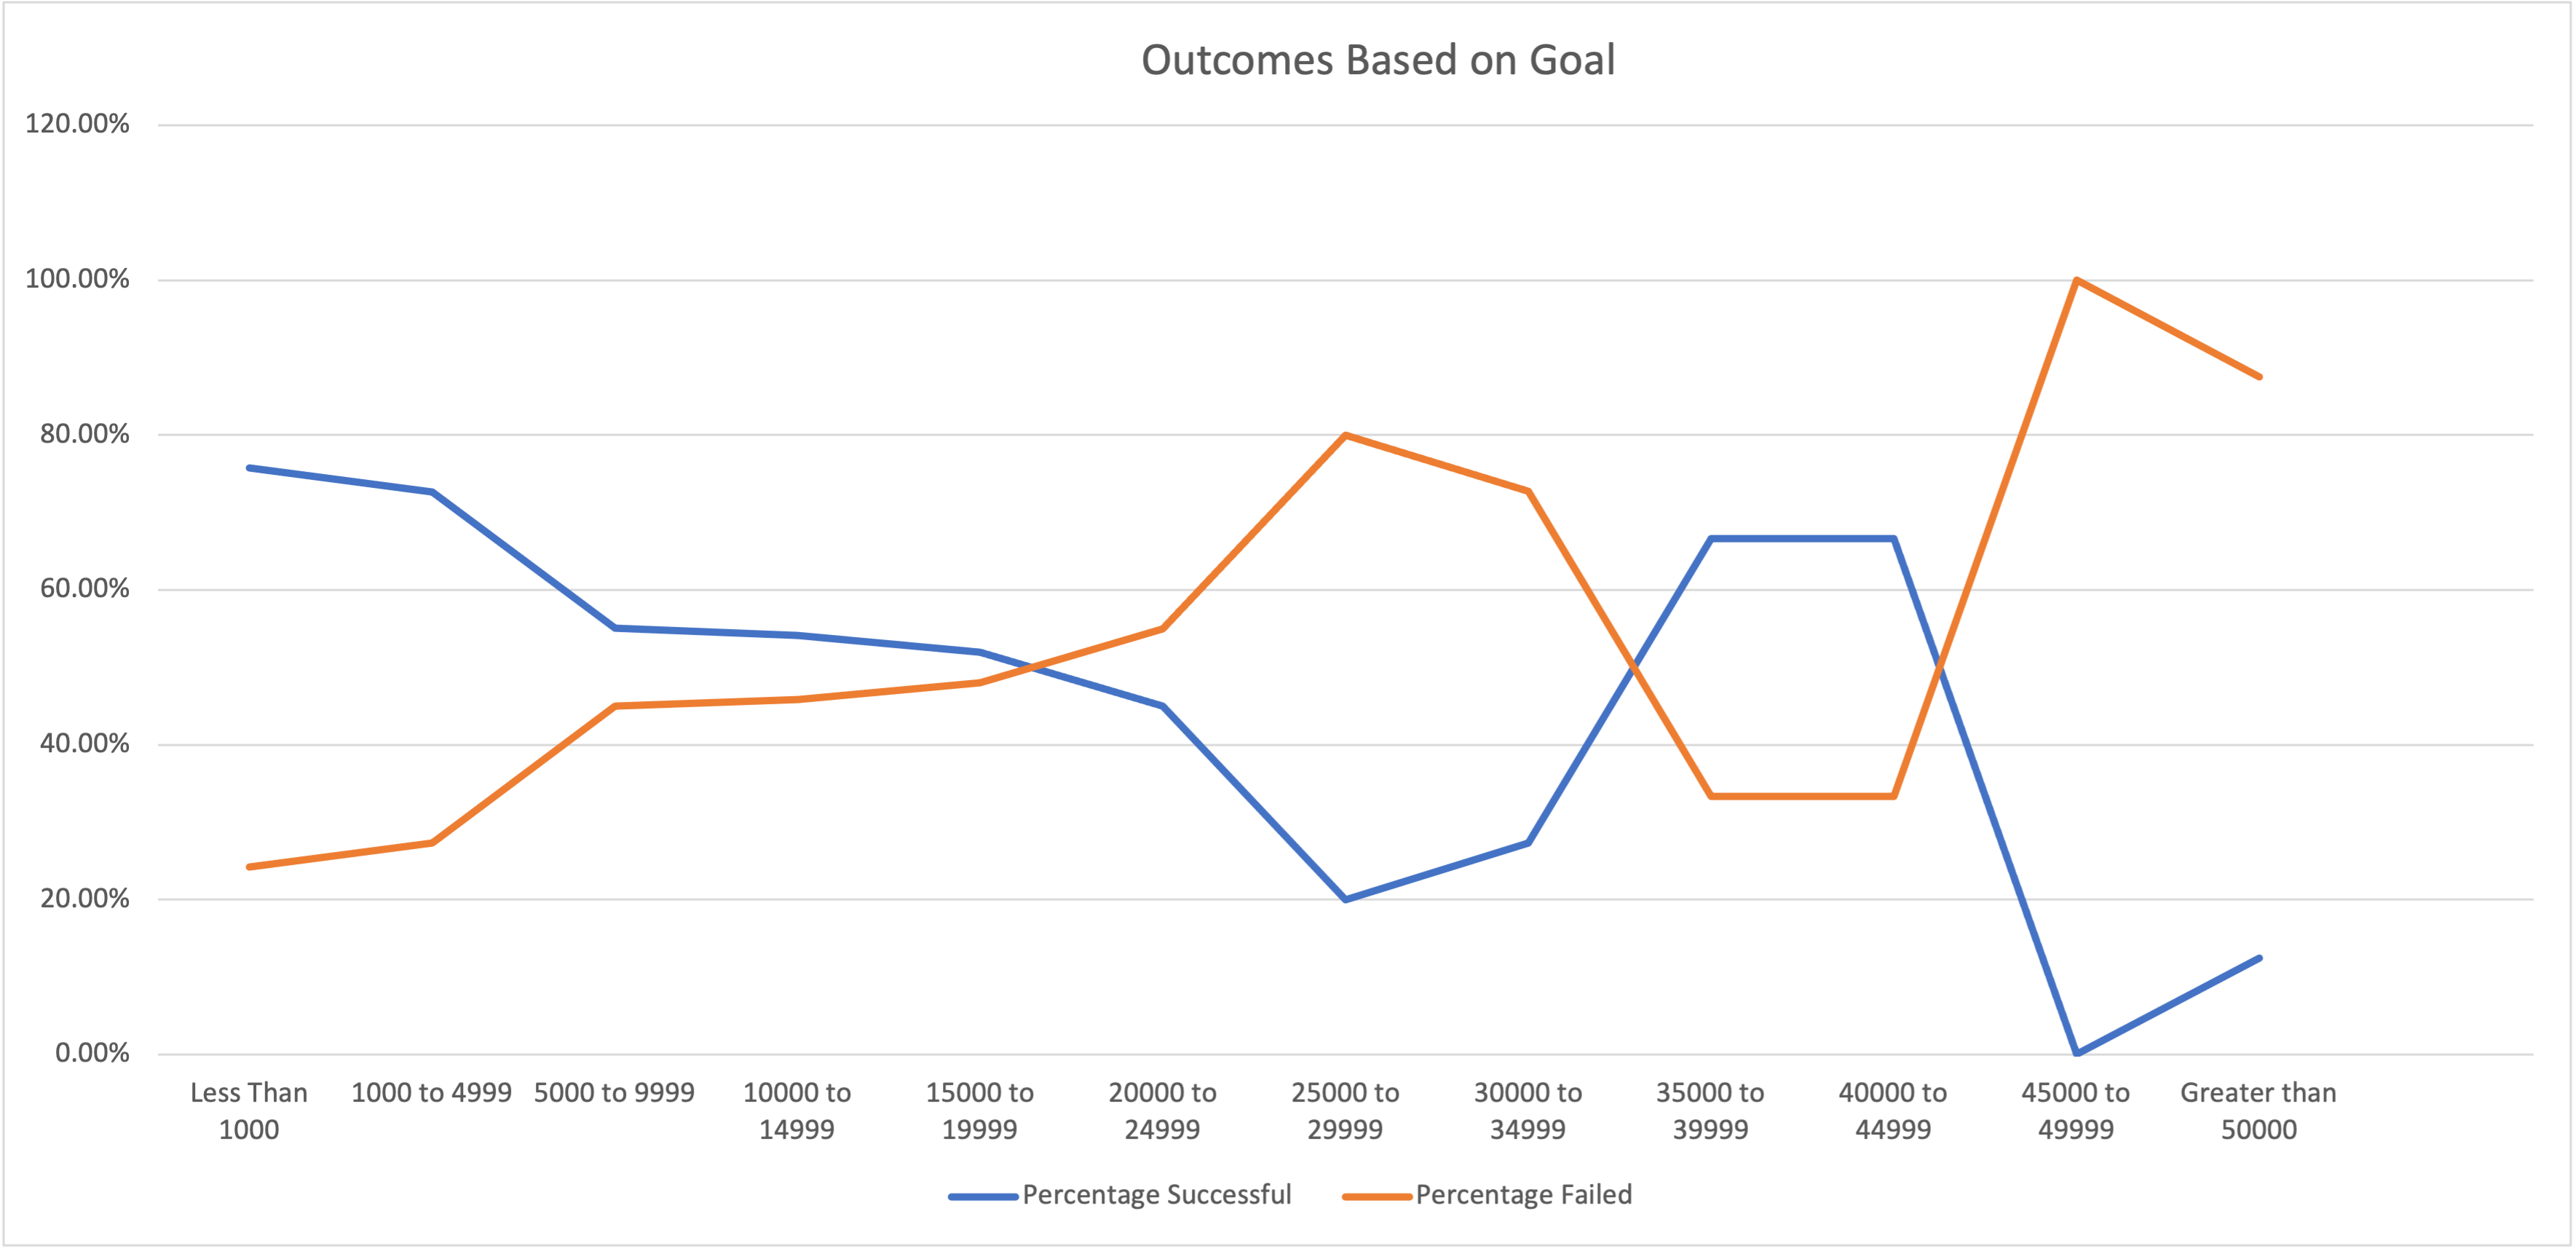 Outcomes Based on Goal
120.00%
100.00%
80.00%
60.00%
40.00%
20.00%
0.00%
Less Than
1000
1000 to 4999
5000 to 9999
10000 to
14999
15000 to
19999
20000 to
24999
25000 to
29999
30000 to
34999
35000 to
39999
40000 to
44999
45000 to
49999
Greater than
50000
Percentage Successful
Percentage Failed